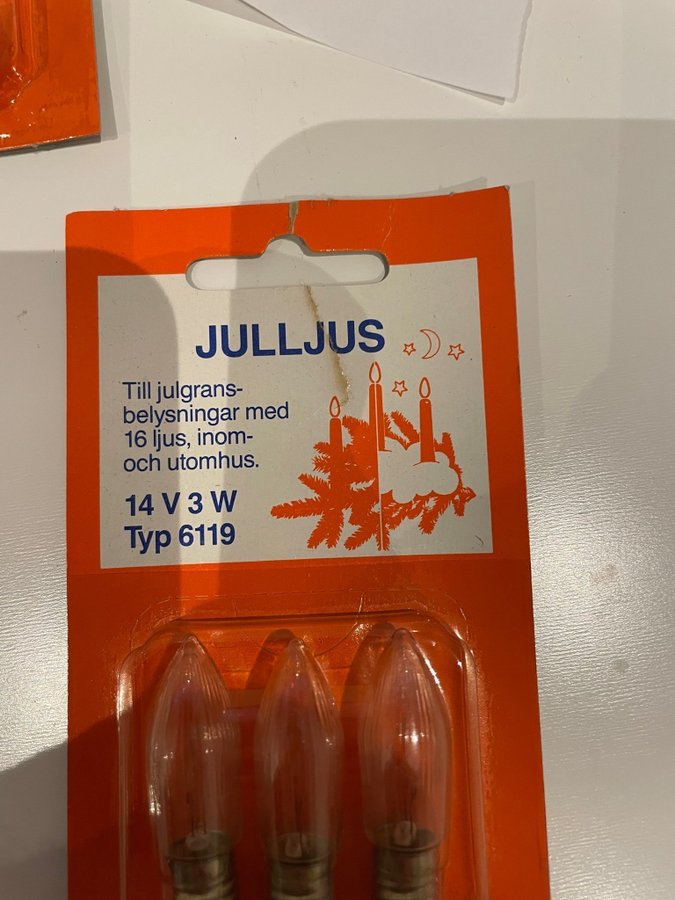 JULLJUS
Till julgrans-
belysningar med
16 ljus, inom-
och utomhus.
14 V 3 W
Typ 6119